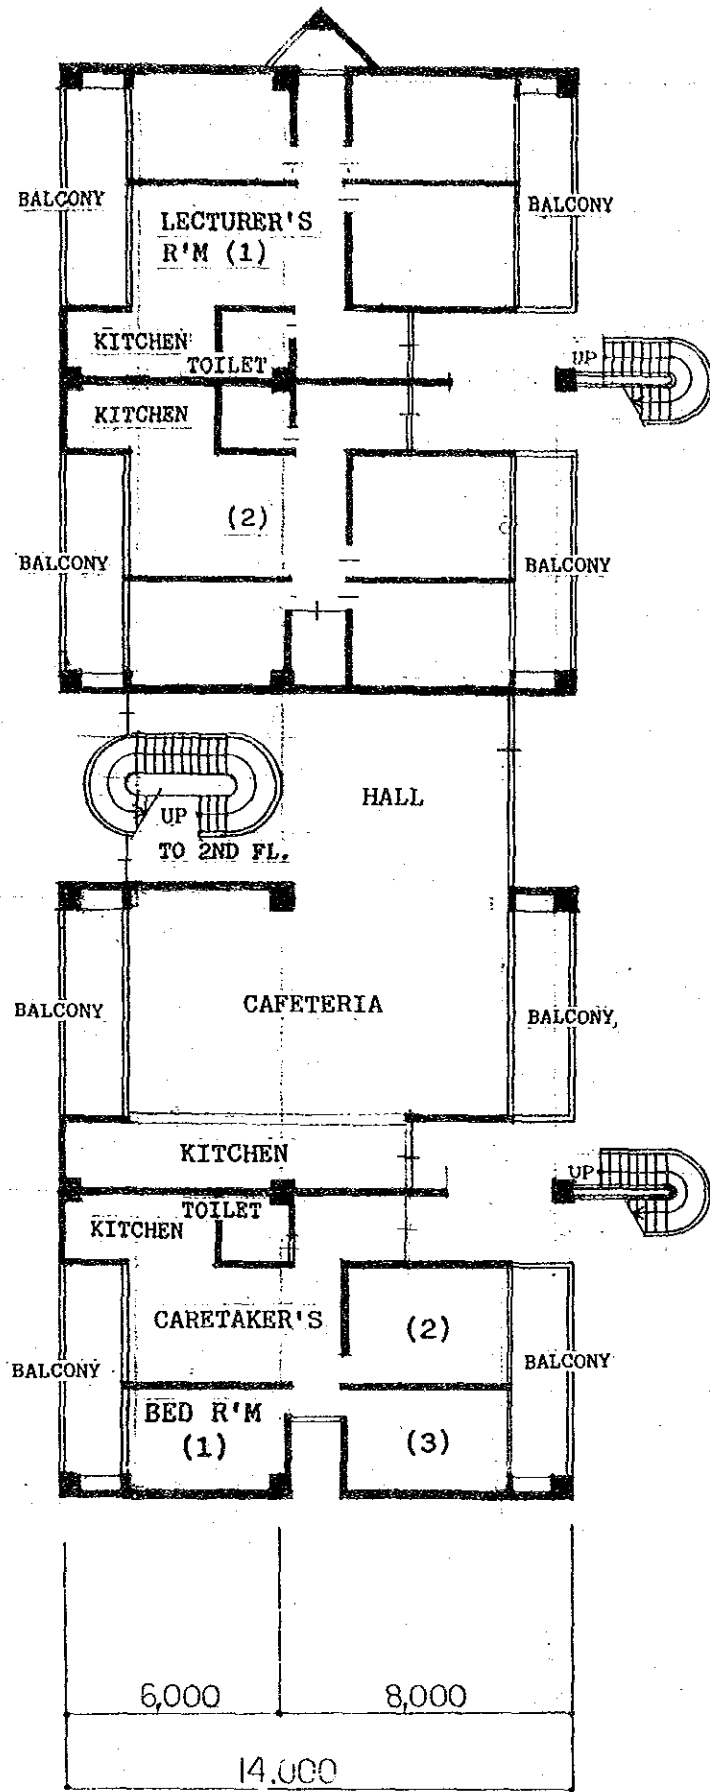 BALCONY
BALCONY
LECTURER'S
R'M (1)
KITCHEN
TOILET
UP
KITCHEN
(2)
BALCONY
BALCONY
HALL
UP
TO 2ND FL.
CAFETERIA
BALCONY
BALCONY
KITCHEN
UP
TOILET
KITCHEN
CARETAKER'S
(2)
BALCONY
BALCONY
BED R'M
(1)
(3)
6,000
8,000
14.000